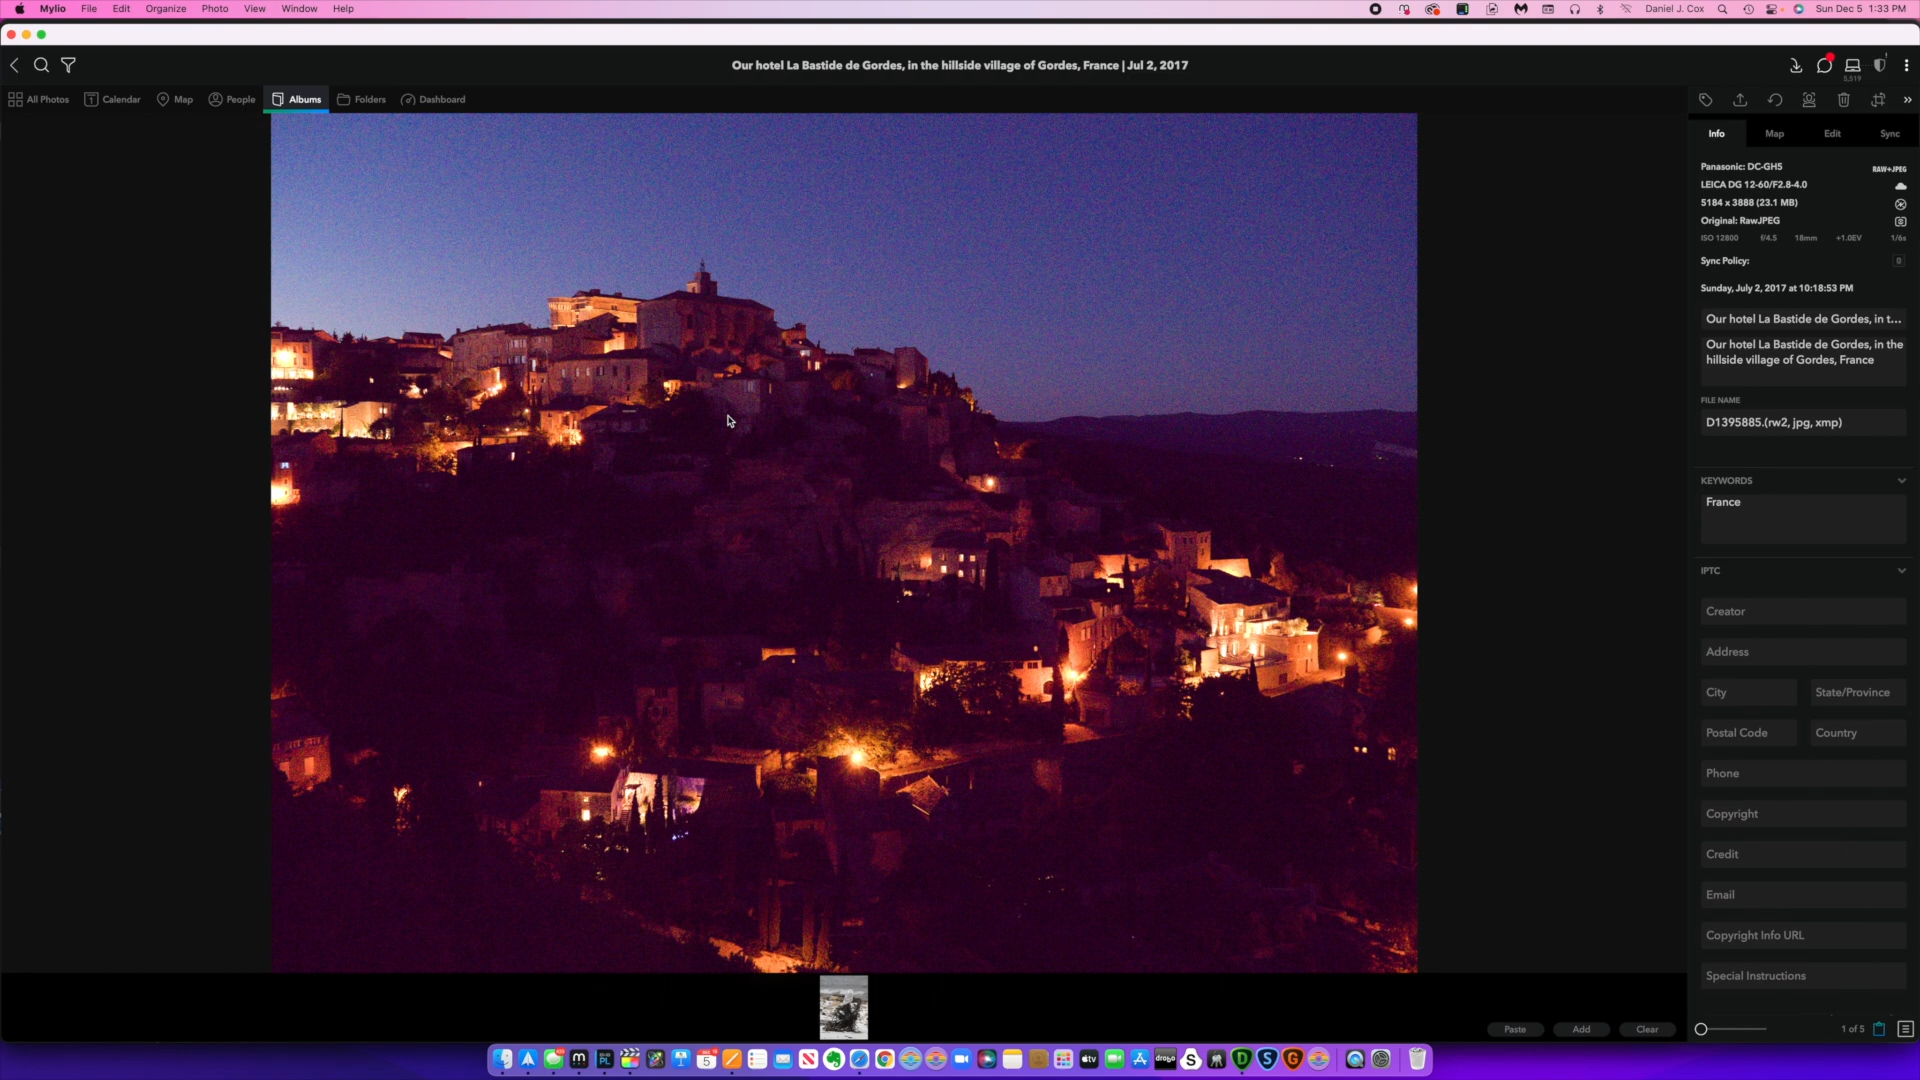 Mylio File Edit Organize Photo View Window Help
Daniel J. Cox
Sun Dec 5 1:33 PM
Our hotel La Bastide de Gordes, in the hillside village of Gordes, France | Jul 2, 2017
5,519
All Photos Calendar Map People Albums Folders Dashboard
Info Map Edit Sync
Panasonic: DC-GH5
RAW+JPEG
LEICA DG 12-60/F2.8-4.0
5184 x 3888 (23.1 MB)
Original: RawJPEG
ISO 12800 f/4.5 18mm +1.0EV 1/6s
Sync Policy:
0
Sunday, July 2, 2017 at 10:18:53 PM
Our hotel La Bastide de Gordes, in t...
Our hotel La Bastide de Gordes, in the
hillside village of Gordes, France
FILE NAME
D1395885.(rw2, jpg, xmp)
KEYWORDS
France
IPTC
Creator
Address
City State/Province
Postal Code Country
Phone
Copyright
Credit
Email
Copyright Info URL
Special Instructions
Paste Add Clear
1 of 5
tv
drobo